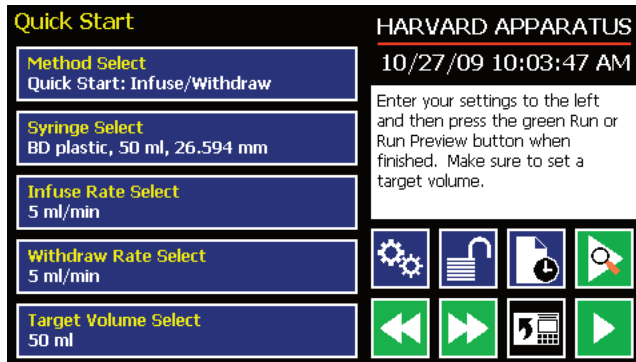 Quick Start
Method Select
Quick Start: Infuse/Withdraw
Syringe Select
BD plastic, 50 ml, 26.594 mm
Infuse Rate Select
5 ml/min
Withdraw Rate Select
5 ml/min
Target Volume Select
50 ml
HARVARD APPARATUS
10/27/09 10:03:47 AM
Enter your settings to the left
and then press the green Run or
Run Preview button when
finished. Make sure to set a
target volume.